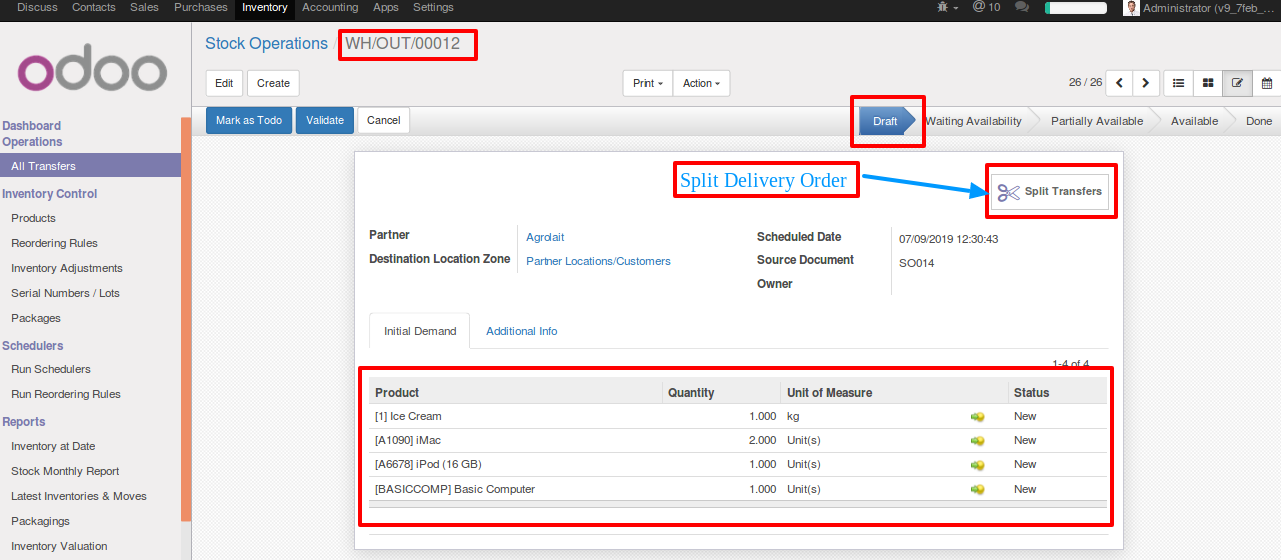 Discuss Contacts Sales Purchases Inventory Accounting Apps Settings @ 10 Administrator (v9_7feb_...
odoo
Stock Operations / WH/OUT/00012
Edit Create Print Action 26 / 26
Mark as Todo Validate Cancel Draft Waiting Availability Partially Available Available Done
Dashboard
Operations
All Transfers
Inventory Control
Products
Reordering Rules
Inventory Adjustments
Serial Numbers / Lots
Packages
Schedulers
Run Schedulers
Run Reordering Rules
Reports
Inventory at Date
Stock Monthly Report
Latest Inventories & Moves
Packagings
Inventory Valuation
Split Delivery Order
Split Transfers
Partner Agrolait
Destination Location Zone Partner Locations/Customers
Scheduled Date 07/09/2019 12:30:43
Source Document SO014
Owner
Initial Demand Additional Info
1-4 of 4
Product Quantity Unit of Measure Status
[1] Ice Cream 1.000 kg New
[A1090] iMac 2.000 Unit(s) New
[A6678] iPod (16 GB) 1.000 Unit(s) New
[BASICCOMP] Basic Computer 1.000 Unit(s) New